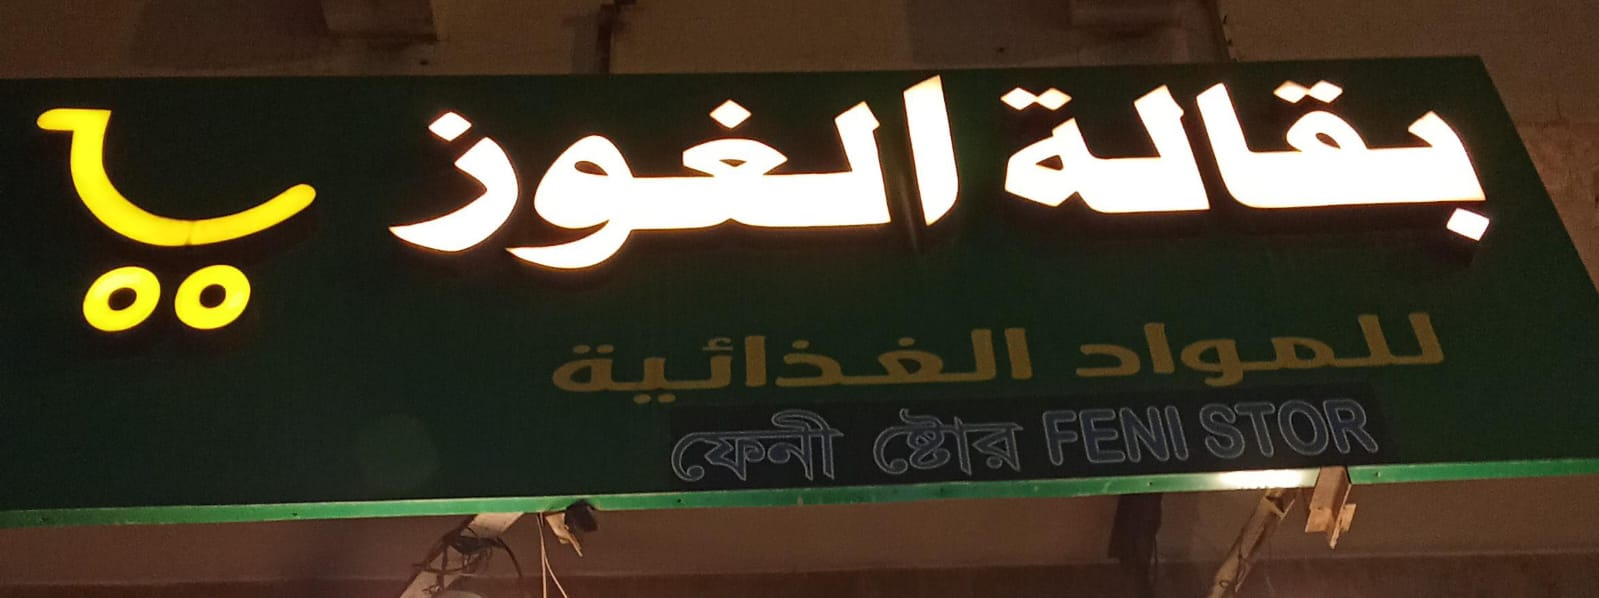 بقالة الغوز
للمواد الغذائية
ফেনী ষ্টোর FENI STOR